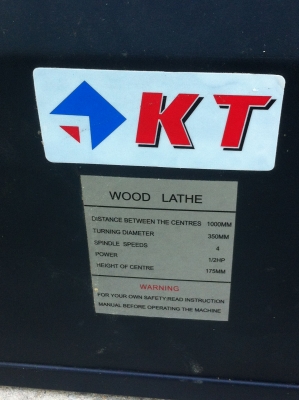 KT
WOOD LATHE
DISTANCE BETWEEN THE CENTRES 1000MM
TURNING DIAMETER 350MM
SPINDLE SPEEDS 4
POWER 1/2HP
HEIGHT OF CENTRE 175MM
WARNING
FOR YOUR OWN SAFETY:READ INSTRUCTION
MANUAL BEFORE OPERATING THE MACHINE